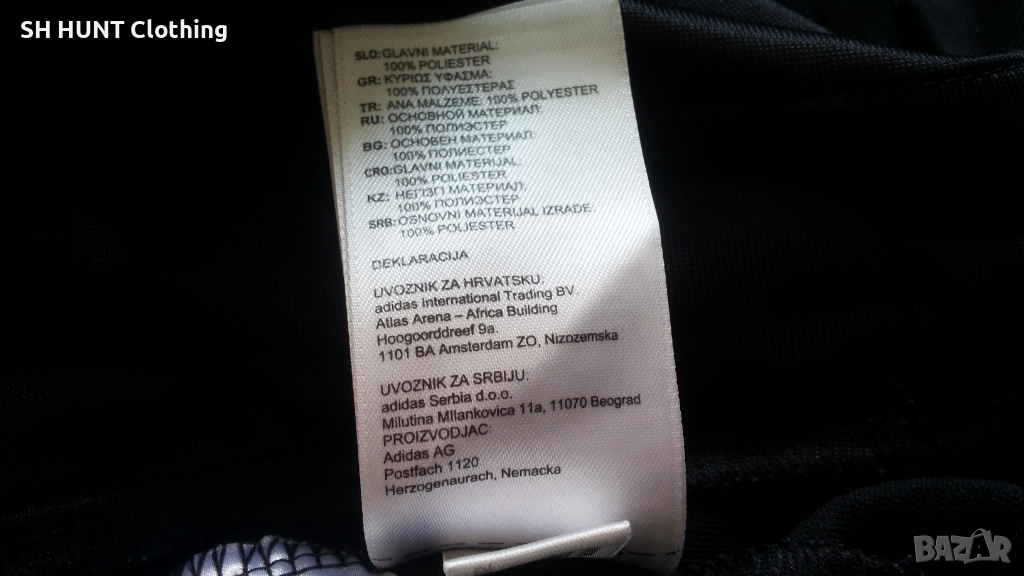 SH HUNT Clothing
SLO: GLAVNI MATERIAL:
100% POLIESTER
GR: ΚΥΡΙΩΣ ΥΦΑΣΜΑ:
100% ΠΟΛΥΕΣΤΕΡΑΣ
TR: ANA MALZEME: 100% POLYESTER
RU: ОСНОВНОЙ МАТЕРИАЛ:
100% ПОЛИЭСТЕР
BG: ОСНОВЕН МАТЕРИАЛ:
100% ПОЛИЕСТЕР
CRO: GLAVNI MATERIJAL:
100% POLIESTER
KZ: НЕГІЗГІ МАТЕРИАЛ:
100% ПОЛИЭСТЕР
SRB: OSNOVNI MATERIJAL IZRADE:
100% POLIESTER
DEKLARACIJA
UVOZNIK ZA HRVATSKU:
adidas International Trading BV.
Atlas Arena – Africa Building
Hoogoorddreef 9a.
1101 BA Amsterdam ZO, Nizozemska
UVOZNIK ZA SRBIJU:
adidas Serbia d.o.o.
Milutina MIlankovica 11a, 11070 Beograd
PROIZVODJAC:
Adidas AG
Postfach 1120
Herzogenaurach, Nemacka
BAZAR